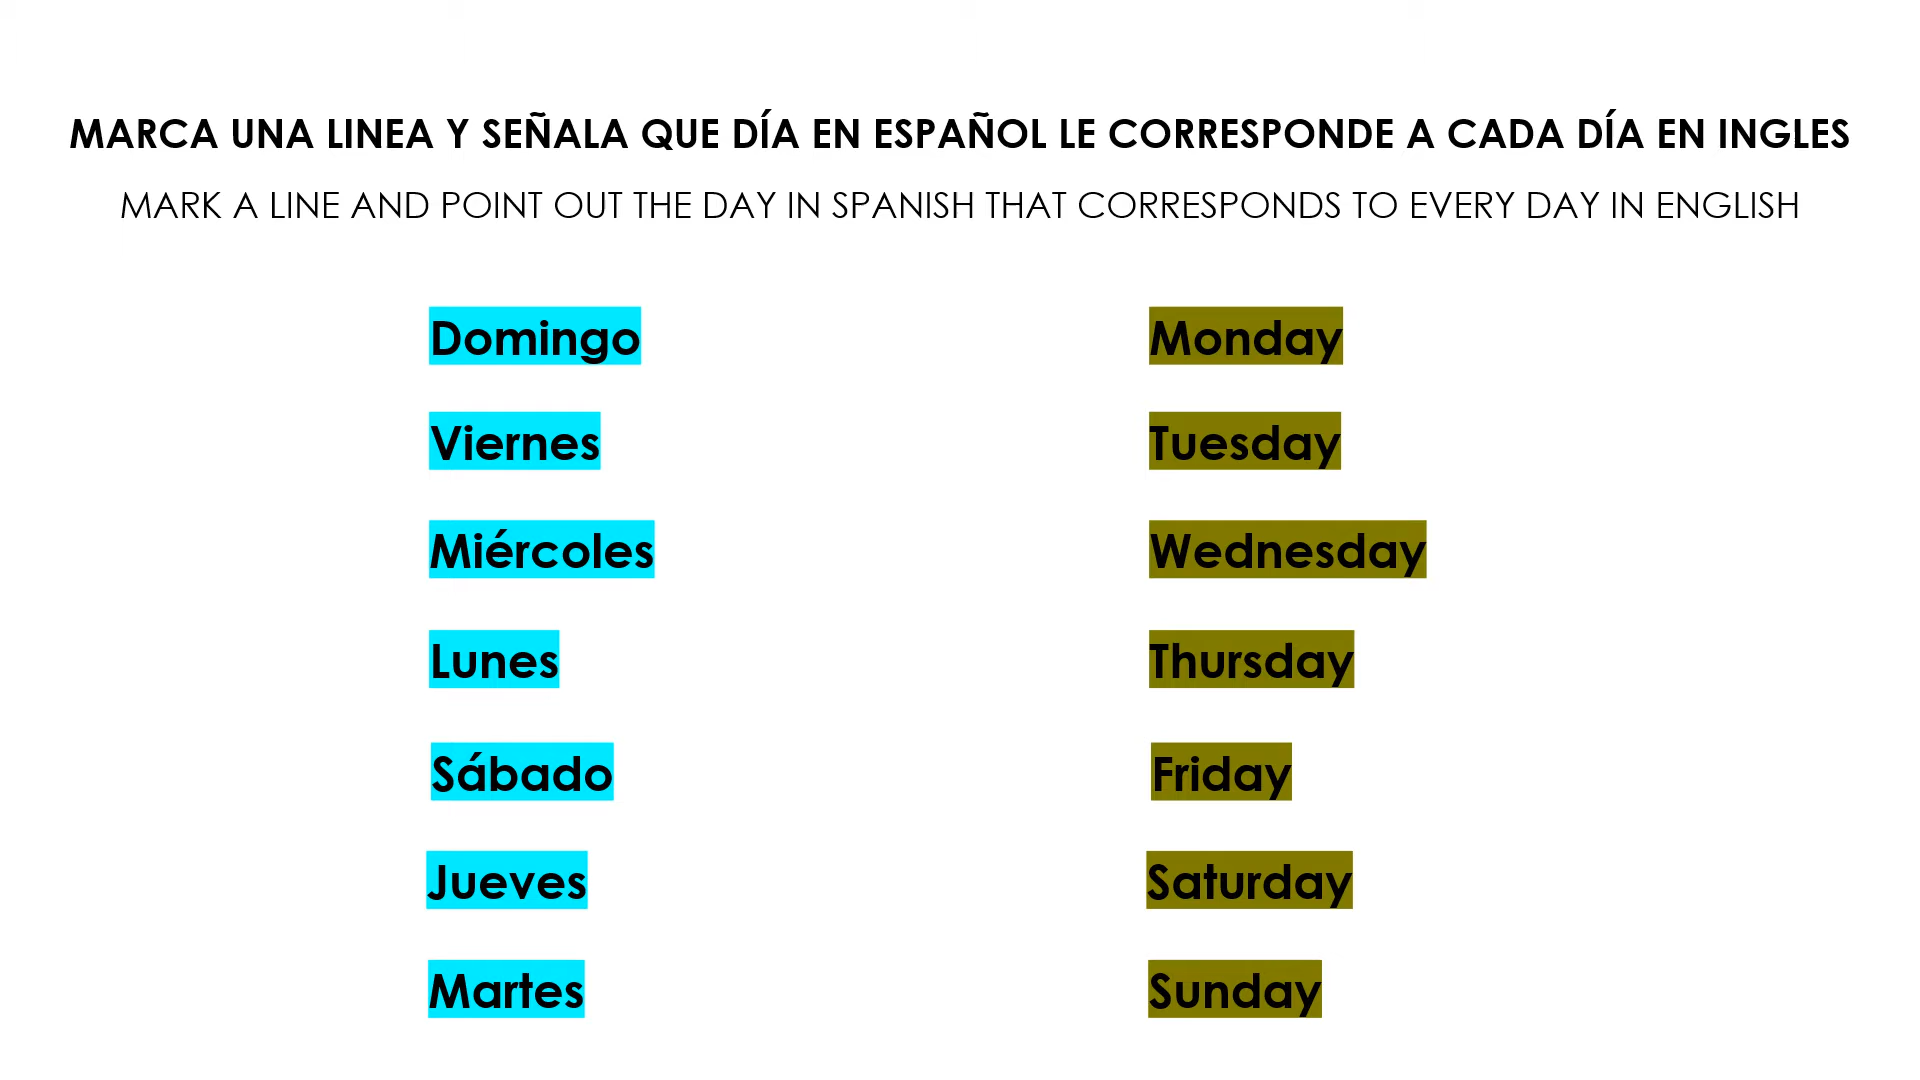 MARCA UNA LINEA Y SEÑALA QUE DÍA EN ESPAÑOL LE CORRESPONDE A CADA DÍA EN INGLES
MARK A LINE AND POINT OUT THE DAY IN SPANISH THAT CORRESPONDS TO EVERY DAY IN ENGLISH
Domingo Monday
Viernes Tuesday
Miércoles Wednesday
Lunes Thursday
Sábado Friday
Jueves Saturday
Martes Sunday